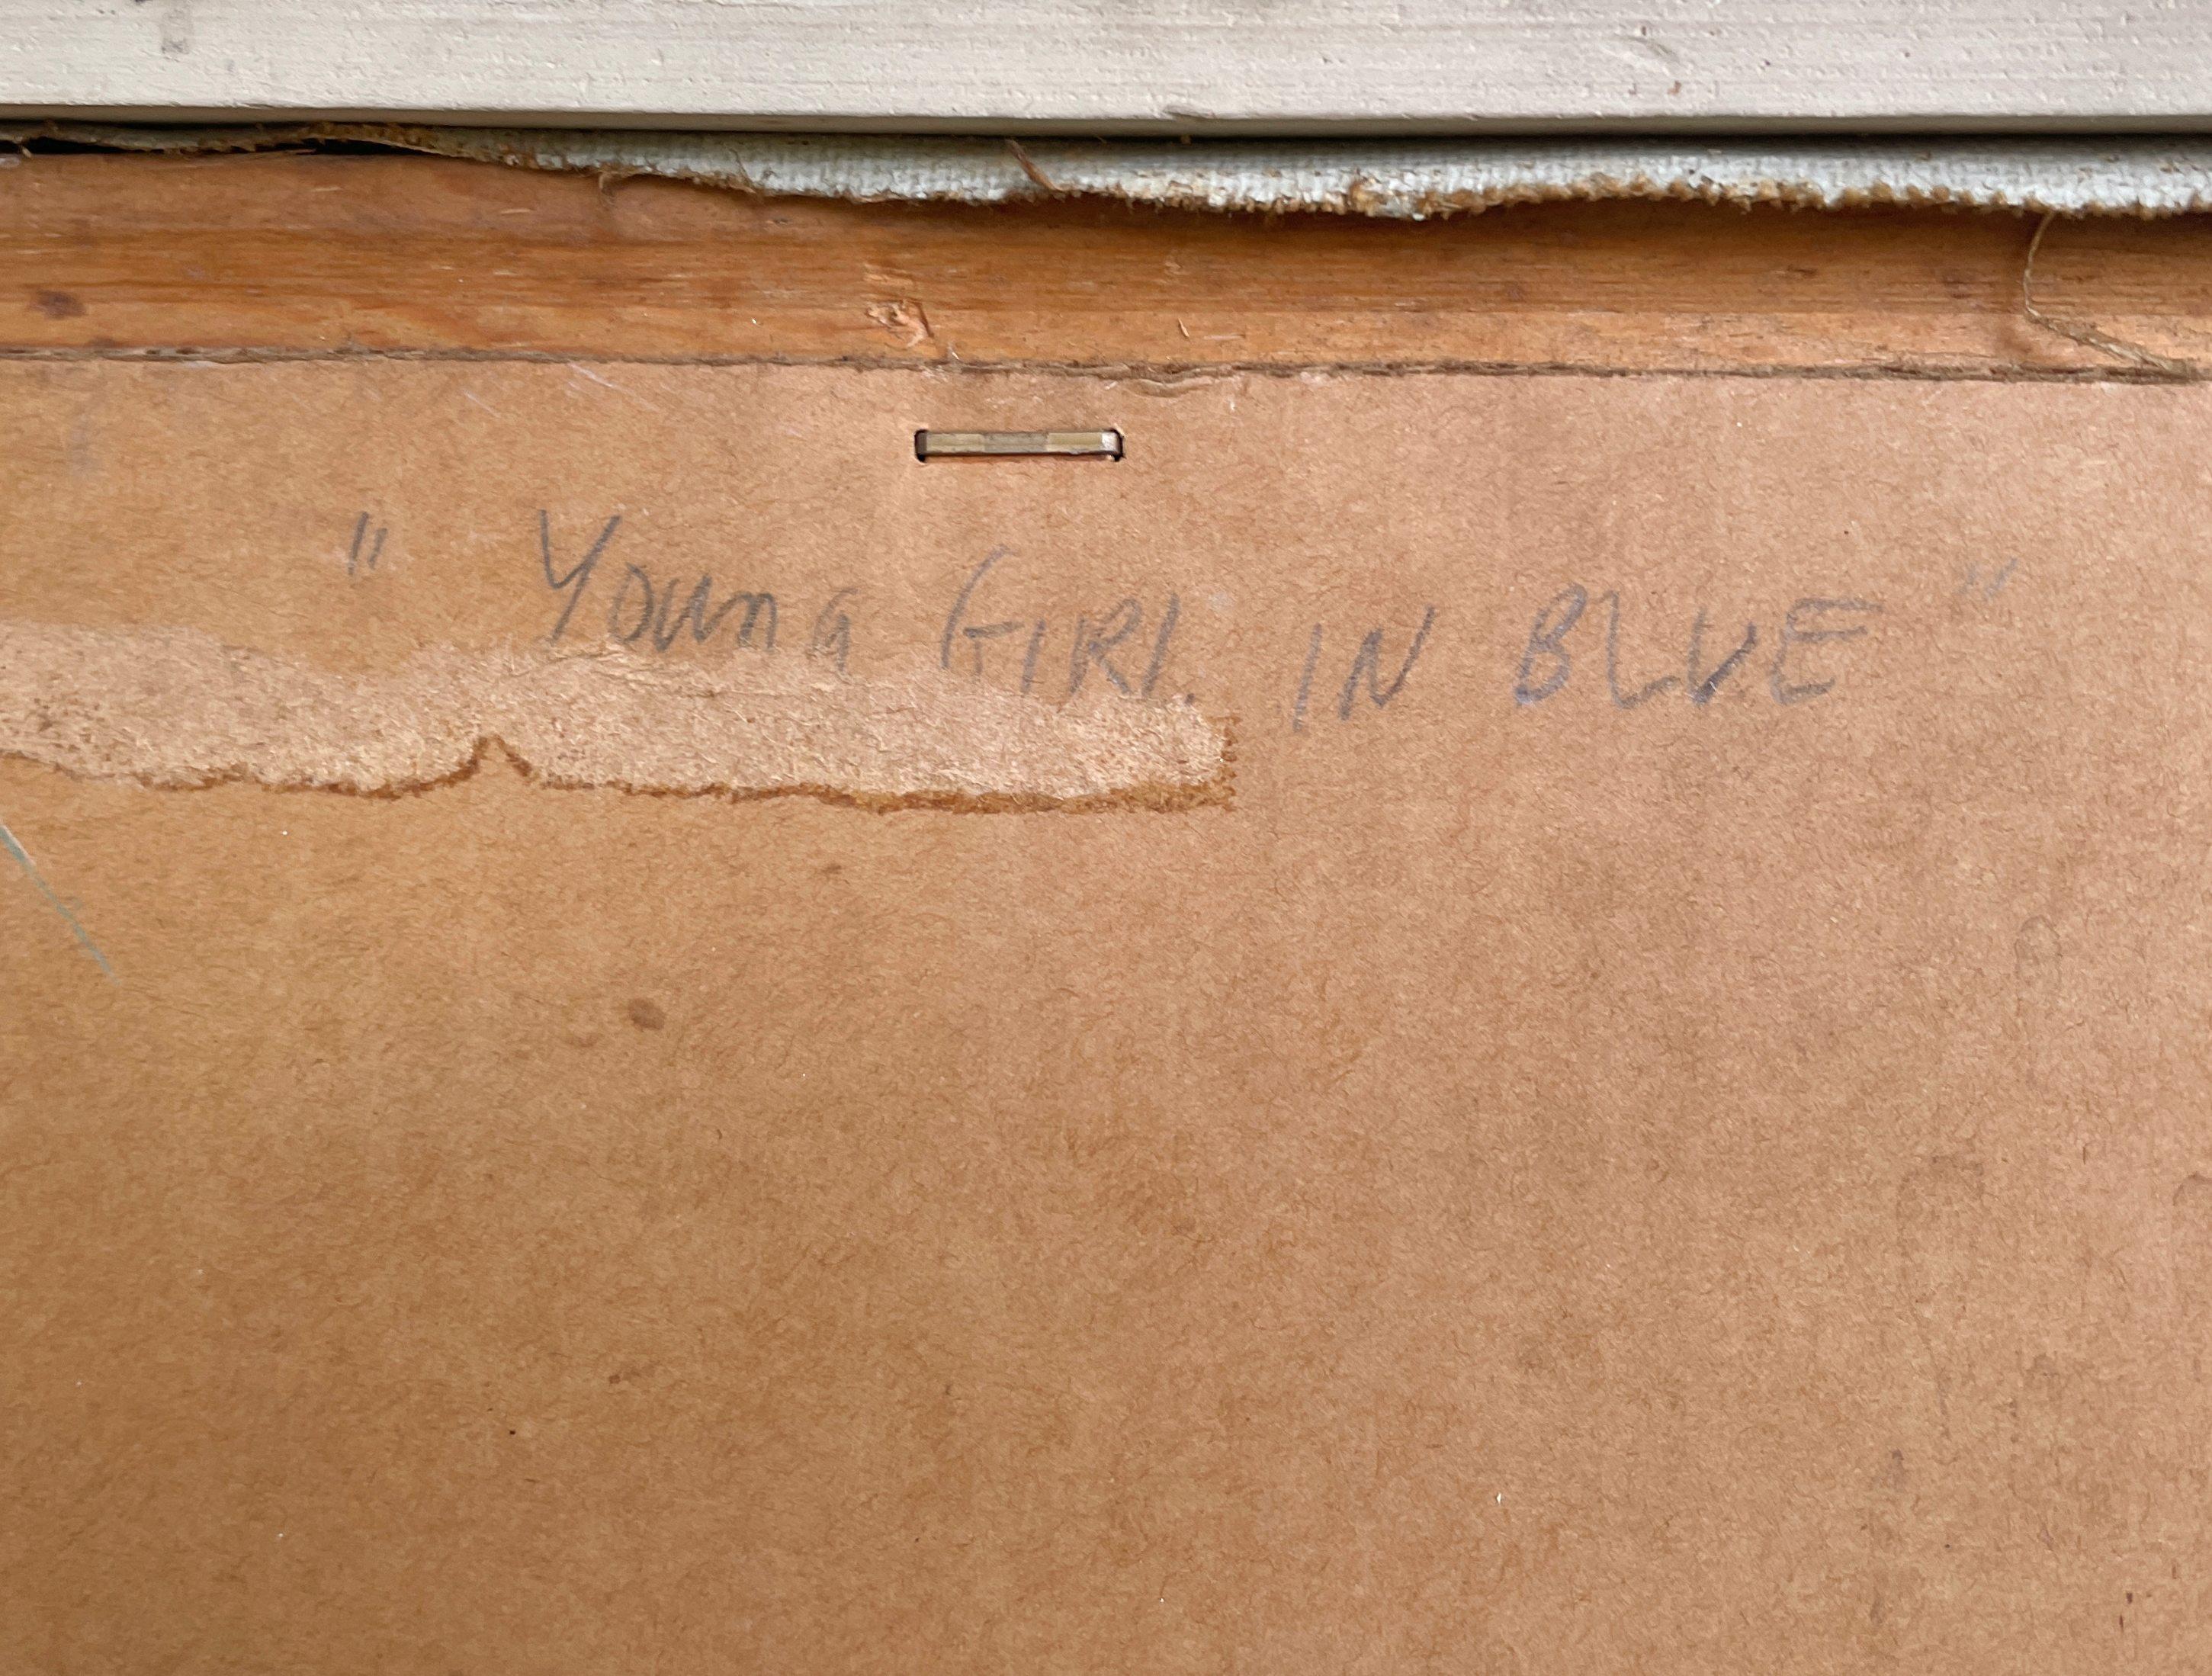 " Young GIRL IN BLUE "